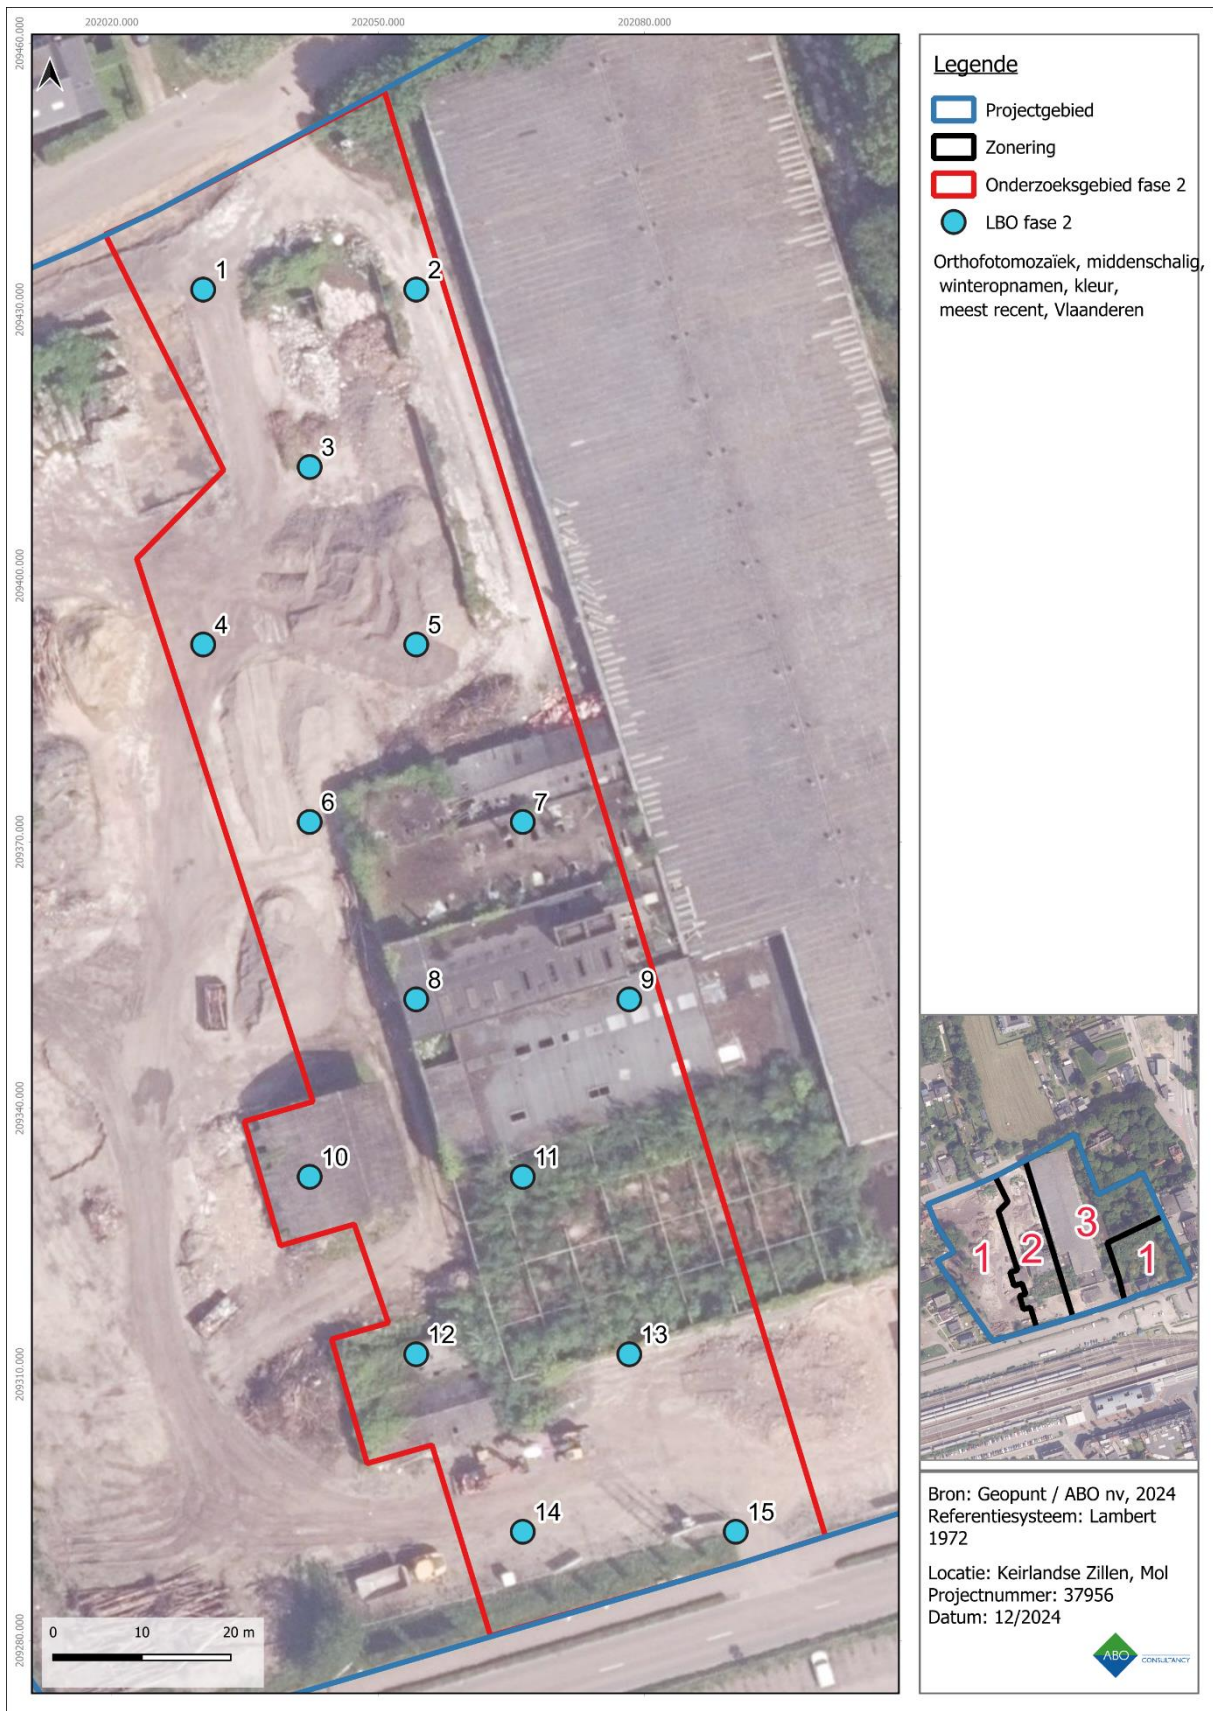 202020.000
202050.000
202080.000
209460.000
209430.000
209400.000
209370.000
209340.000
209310.000
209280.000
1
2
3
4
5
6
7
8
9
10
11
12
13
14
15
0 10 20 m
Legende
Projectgebied
Zonering
Onderzoeksgebied fase 2
LBO fase 2
Orthofotomozaïek, middenschalig,
winteropnamen, kleur,
meest recent, Vlaanderen
1
2
3
1
Bron: Geopunt / ABO nv, 2024
Referentiesysteem: Lambert
1972
Locatie: Keirlandse Zillen, Mol
Projectnummer: 37956
Datum: 12/2024
ABO
CONSULTANCY